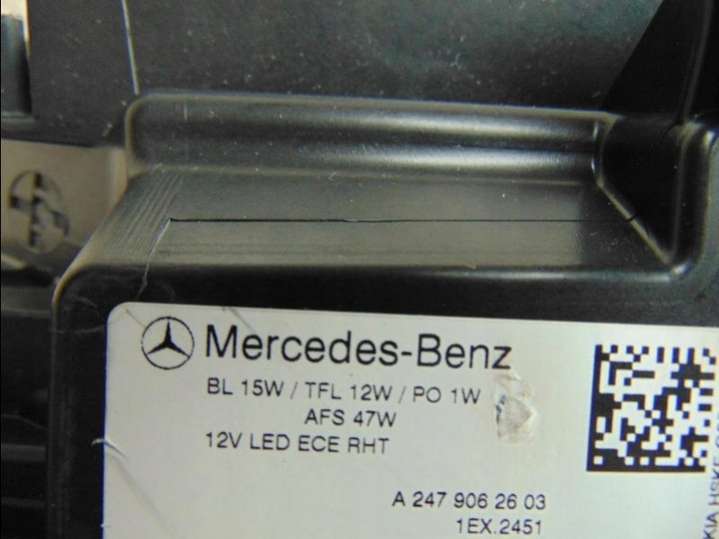 Mercedes-Benz
BL 15W / TFL 12W / PO 1W
AFS 47W
12V LED ECE RHT
A 247 906 26 03
1EX.2451